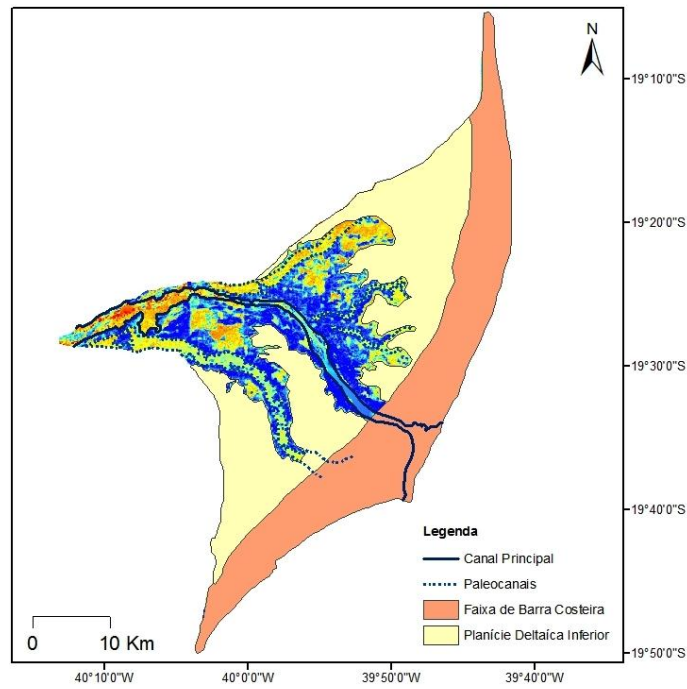 N
19°10'0"S
19°20'0"S
19°30'0"S
19°40'0"S
19°50'0"S
Legenda
Canal Principal
Paleocanais
Faixa de Barra Costeira
Planície Deltaíca Inferior
0 10 Km
40°10'0"W 40°0'0"W 39°50'0"W 39°40'0"W